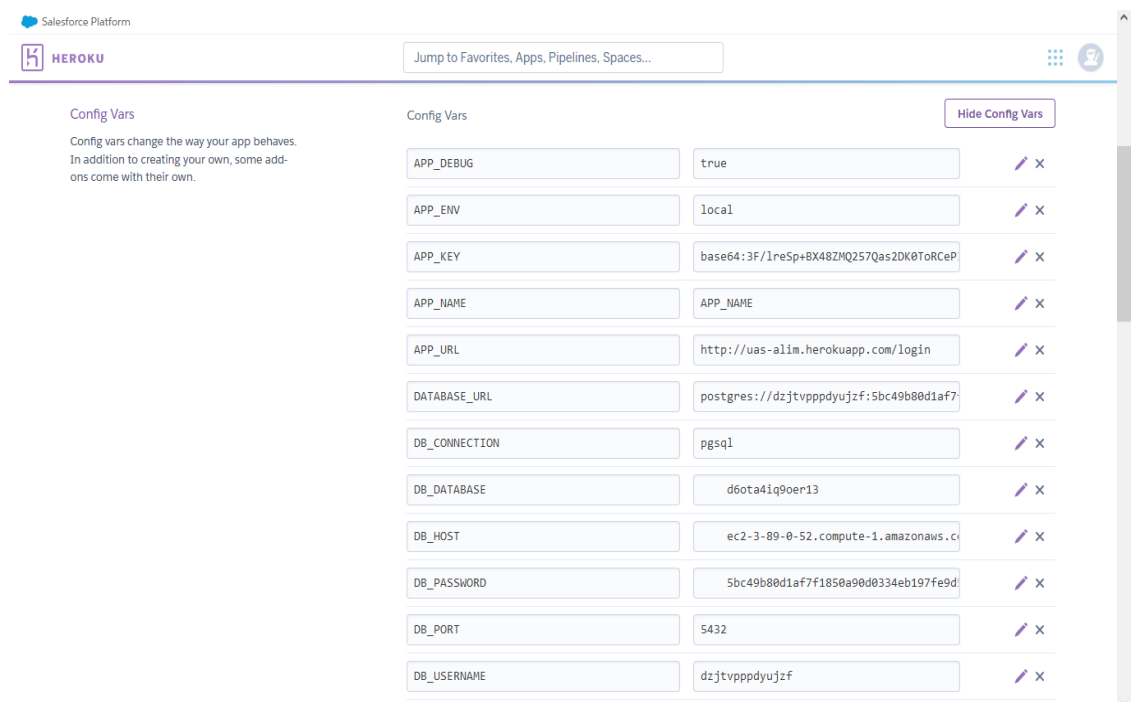 Salesforce Platform
HEROKU
Jump to Favorites, Apps, Pipelines, Spaces...
Config Vars
Config vars change the way your app behaves.
In addition to creating your own, some add-
ons come with their own.
Config Vars
Hide Config Vars
APP_DEBUG true
APP_ENV local
APP_KEY base64:3F/lreSp+BX48ZMQ257Qas2DK0ToRCeP
APP_NAME APP_NAME
APP_URL http://uas-alim.herokuapp.com/login
DATABASE_URL postgres://dzjtvpppdyujzf:5bc49b80d1af7
DB_CONNECTION pgsql
DB_DATABASE d6ota4iq9oer13
DB_HOST ec2-3-89-0-52.compute-1.amazonaws.c
DB_PASSWORD 5bc49b80d1af7f1850a90d0334eb197fe9d
DB_PORT 5432
DB_USERNAME dzjtvpppdyujzf